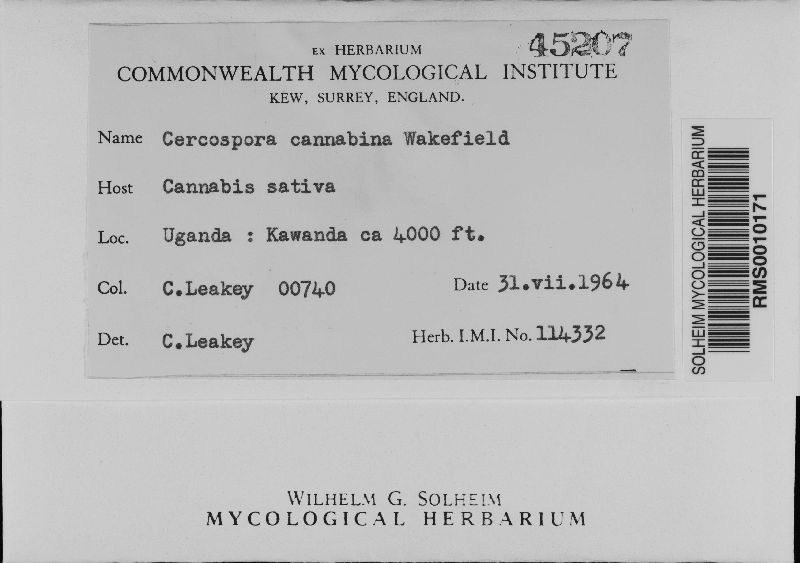 45207
EX HERBARIUM
COMMONWEALTH MYCOLOGICAL INSTITUTE
KEW, SURREY, ENGLAND.
Name Cercospora cannabina Wakefield
Host Cannabis sativa
Loc. Uganda : Kawanda ca 4000 ft.
Col. C.Leakey 00740 Date 31.vii.1964
Det. C.Leakey Herb. I.M.I. No. 114332
SOLHEIM MYCOLOGICAL HERBARIUM
RMS0010171
WILHELM G. SOLHEIM
MYCOLOGICAL HERBARIUM